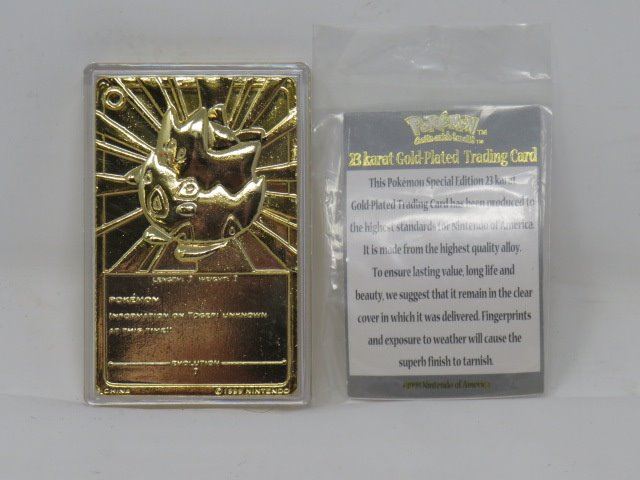 LENGTH: ? WEIGHT: ?
POKÉMON
INFORMATION ON TOGEPI UNKNOWN
AT THIS TIME!!
EVOLUTION
?
CHINA
©1999 NINTENDO
POKéMON™
Gotta catch 'em all!™
23 karat Gold-Plated Trading Card
This Pokémon Special Edition 23 karat
Gold-Plated Trading Card has been produced to
the highest standards for Nintendo of America.
It is made from the highest quality alloy.
To ensure lasting value, long life and
beauty, we suggest that it remain in the clear
cover in which it was delivered. Fingerprints
and exposure to weather will cause the
superb finish to tarnish.
©1999 Nintendo of America